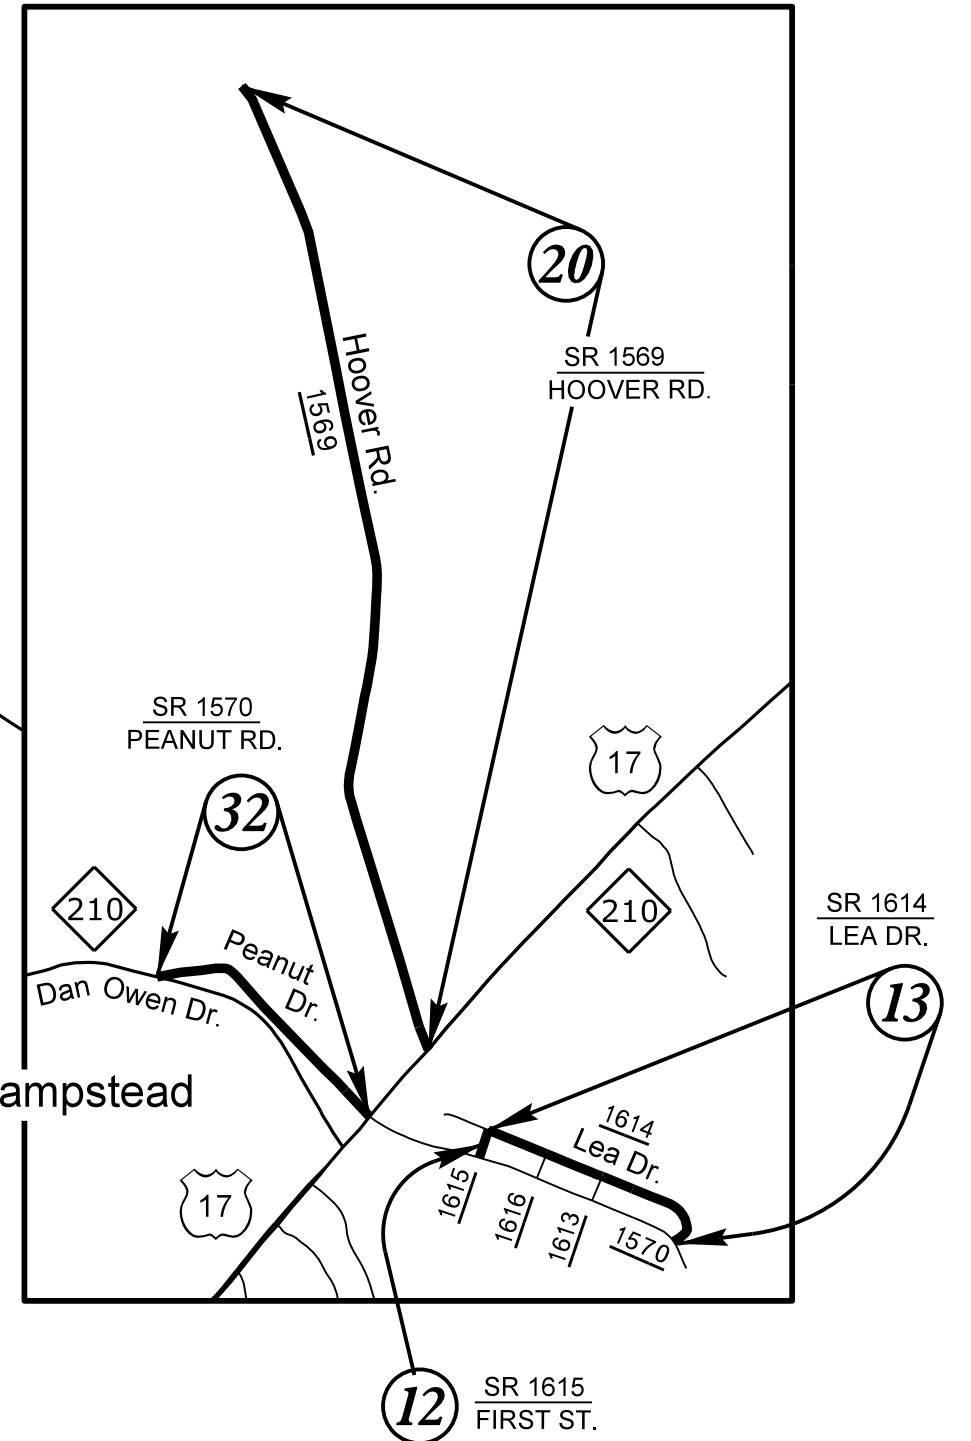 20
SR 1569
HOOVER RD.
Hoover Rd.
1569
SR 1570
PEANUT RD.
32
17
210
210
SR 1614
LEA DR.
13
Peanut
Dr.
Dan Owen Dr.
ampstead
1614
Lea Dr.
17
1615
1616
1613
1570
12
SR 1615
FIRST ST.